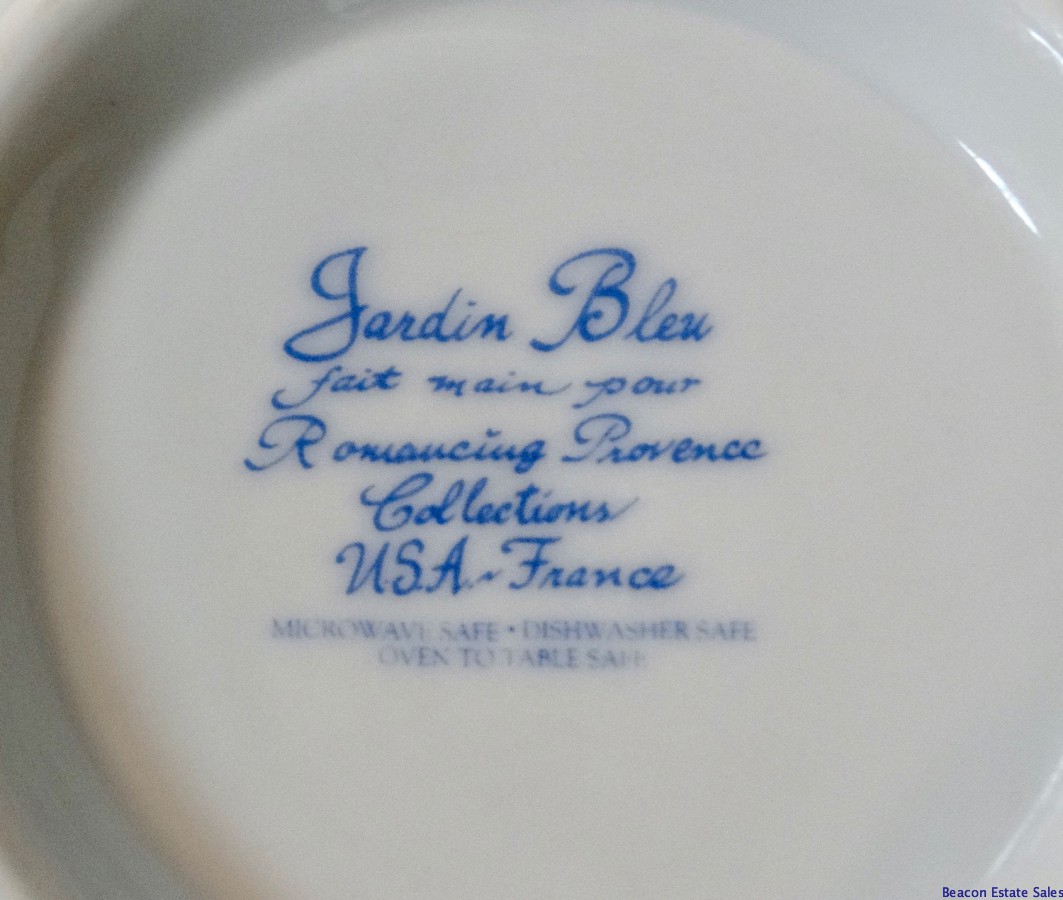 Jardin Bleu
fait main pour
Romancing Provence
Collections
USA.~France
MICROWAVE SAFE • DISHWASHER SAFE
OVEN TO TABLE SAFE
Beacon Estate Sales